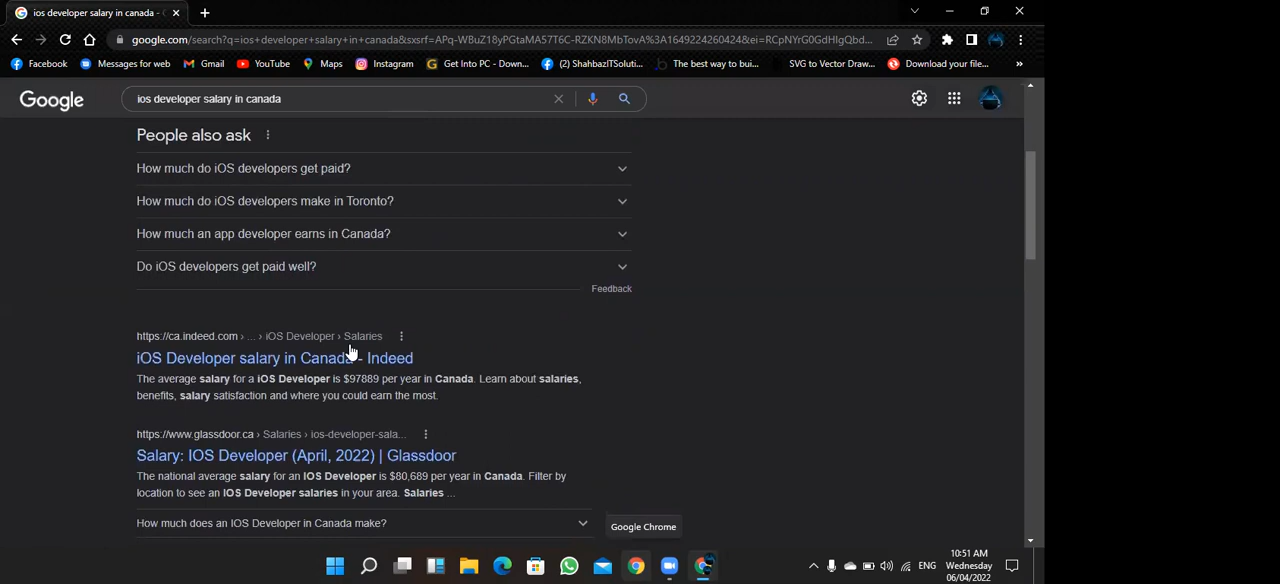 ios developer salary in canada - G
google.com/search?q=ios+developer+salary+in+canada&sxsrf=APq-WBuZ18yPGtaMA57T6C-RZKN8MbTovA%3A1649224260424&ei=RCpNYrG0GdHlgQbd...
Facebook
Messages for web
Gmail
YouTube
Maps
Instagram
Get Into PC - Down...
(2) ShahbazITSoluti...
The best way to bui...
SVG to Vector Draw...
Download your file...
»
Google
ios developer salary in canada
People also ask
How much do iOS developers get paid?
How much do iOS developers make in Toronto?
How much an app developer earns in Canada?
Do iOS developers get paid well?
Feedback
https://ca.indeed.com › ... › iOS Developer › Salaries
iOS Developer salary in Canada - Indeed
The average salary for a iOS Developer is $97889 per year in Canada. Learn about salaries,
benefits, salary satisfaction and where you could earn the most.
https://www.glassdoor.ca › Salaries › ios-developer-sala...
Salary: IOS Developer (April, 2022) | Glassdoor
The national average salary for an IOS Developer is $80,689 per year in Canada. Filter by
location to see an IOS Developer salaries in your area. Salaries ...
How much does an IOS Developer in Canada make?
Google Chrome
ENG
10:51 AM
Wednesday
06/04/2022